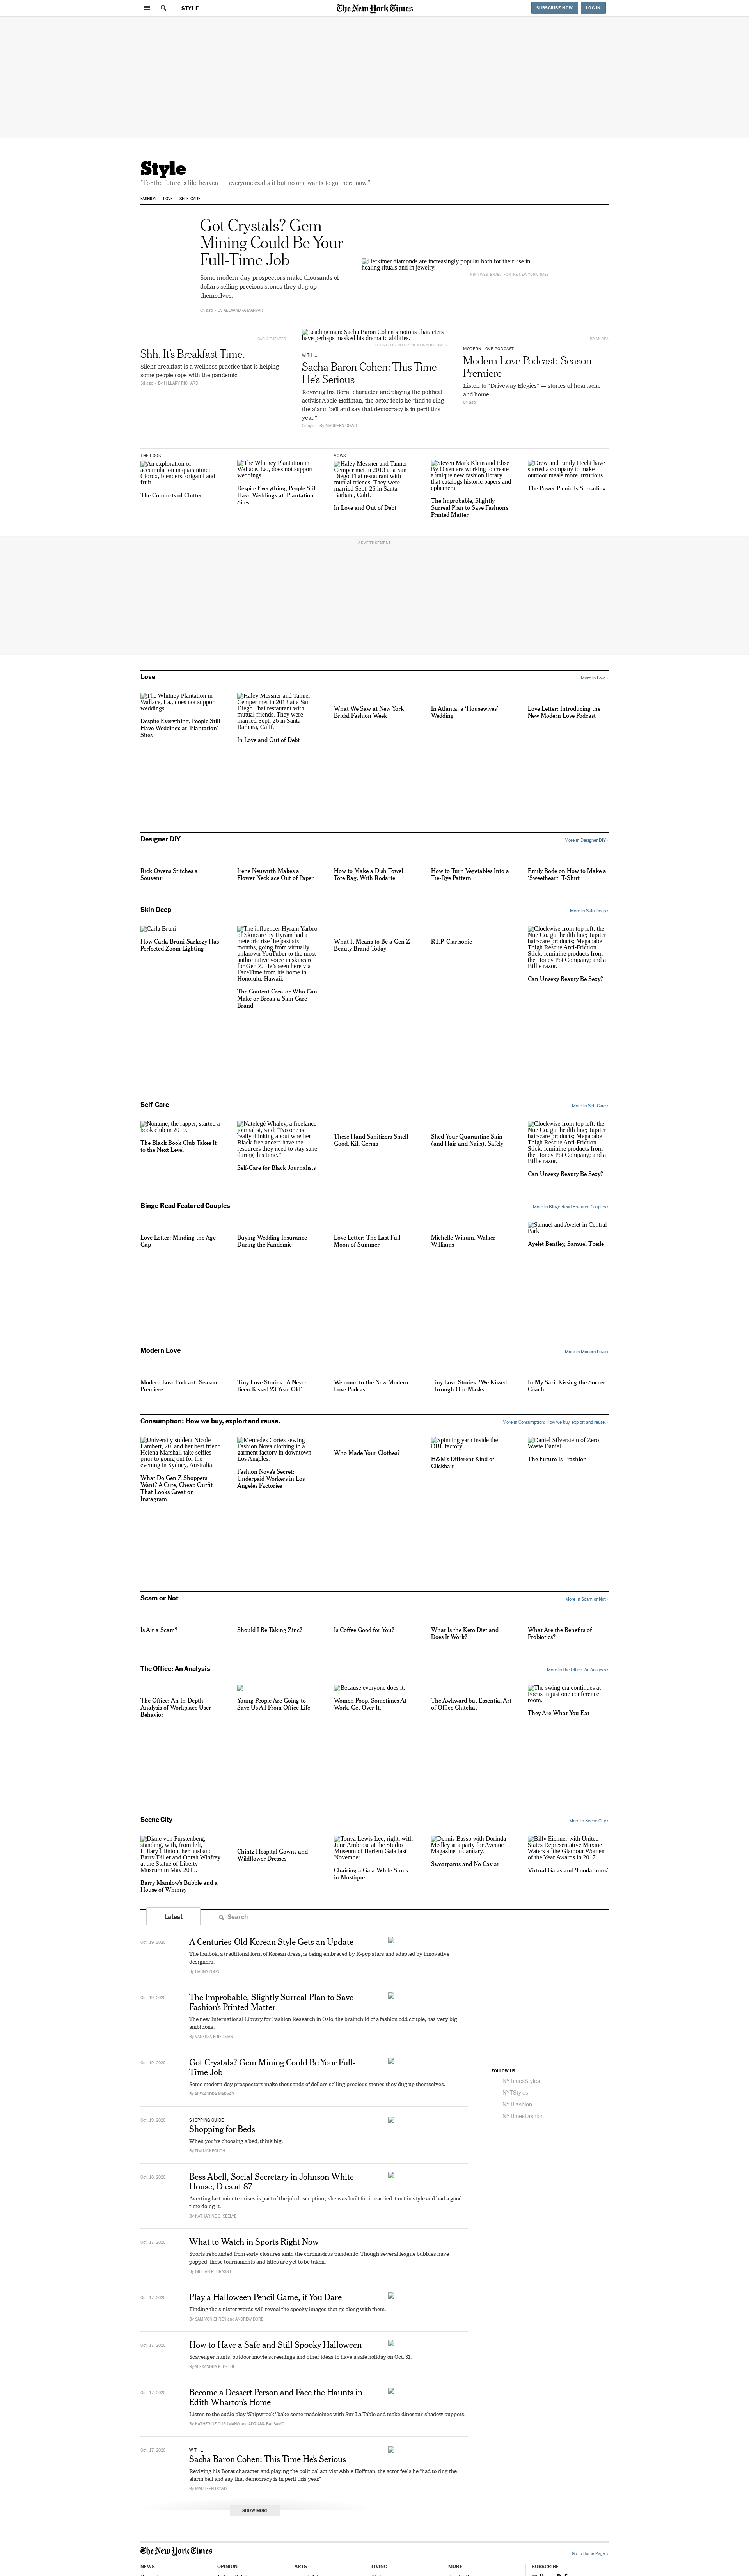 STYLE
The New York Times
SUBSCRIBE NOW
LOG IN
Style
"For the future is like heaven — everyone exalts it but no one wants to go there now."
FASHION
LOVE
SELF-CARE
Got Crystals? Gem
Mining Could Be Your
Full-Time Job
Some modern-day prospectors make thousands of
dollars selling precious stones they dug up
themselves.
6h ago · By ALEXANDRA MARVAR
Herkimer diamonds are increasingly popular both for their use in
healing rituals and in jewelry.
Shh. It's Breakfast Time.
Silent breakfast is a wellness practice that is helping
some people cope with the pandemic.
3d ago · By HILLARY RICHARD
Leading man: Sacha Baron Cohen's riotous characters
have perhaps masked his dramatic abilities.
WITH ...
Sacha Baron Cohen: This Time
He's Serious
Reviving his Borat character and playing the political
activist Abbie Hoffman, the actor feels he "had to ring
the alarm bell and say that democracy is in peril this
year."
2d ago · By MAUREEN DOWD
MODERN LOVE PODCAST
Modern Love Podcast: Season
Premiere
Listen to "Driveway Elegies" — stories of heartache
and home.
THE LOOK
An exploration of
accumulation in quarantine:
Clorox, blenders, origami and
fruit.
The Comforts of Clutter
The Whitney Plantation in
Wallace, La., does not support
weddings.
Despite Everything, People Still
Have Weddings at 'Plantation'
Sites
VOWS
Haley Messner and Tanner
Cemper met in 2013 at a San
Diego Thai restaurant with
mutual friends. They were
married Sept. 26 in Santa
Barbara, Calif.
In Love and Out of Debt
Steven Mark Klein and Elise
By Olsen are working to create
a unique new fashion library
that catalogs historic papers and
ephemera.
The Improbable, Slightly
Surreal Plan to Save Fashion's
Printed Matter
Drew and Emily Hecht have
started a company to make
outdoor meals more luxurious.
The Power Picnic Is Spreading
ADVERTISEMENT
Love
More in Love ›
The Whitney Plantation in
Wallace, La., does not support
weddings.
Despite Everything, People Still
Have Weddings at 'Plantation'
Sites
Haley Messner and Tanner
Cemper met in 2013 at a San
Diego Thai restaurant with
mutual friends. They were
married Sept. 26 in Santa
Barbara, Calif.
In Love and Out of Debt
What We Saw at New York
Bridal Fashion Week
In Atlanta, a 'Housewives'
Wedding
Love Letter: Introducing the
New Modern Love Podcast
Designer DIY
More in Designer DIY ›
Rick Owens Stitches a
Souvenir
Irene Neuwirth Makes a
Flower Necklace Out of Paper
How to Make a Dish Towel
Tote Bag, With Rodarte
How to Turn Vegetables Into a
Tie-Dye Pattern
Emily Bode on How to Make a
'Sweetheart' T-Shirt
Skin Deep
More in Skin Deep ›
Carla Bruni
How Carla Bruni-Sarkozy Has
Perfected Zoom Lighting
The influencer Hyram Yarbro
of Skincare by Hyram had a
meteoric rise the past six
months, going from virtually
unknown YouTuber to the most
authoritative voice in skincare
for Gen Z. He's seen here via
FaceTime from his home in
Honolulu, Hawaii.
The Content Creator Who Can
Make or Break a Skin Care
Brand
What It Means to Be a Gen Z
Beauty Brand Today
R.I.P. Clarisonic
Clockwise from top left: the
Nue Co. gut health line; Jupiter
hair-care products; Megababe
Thigh Rescue Anti-Friction
Stick; feminine products from
the Honey Pot Company; and a
Billie razor.
Can Unsexy Beauty Be Sexy?
Self-Care
More in Self-Care ›
Noname, the rapper, started a
book club in 2019.
The Black Book Club Takes It
to the Next Level
Natelegé Whaley, a freelance
journalist, said: "No one is
really thinking about whether
Black freelancers have the
resources they need to stay sane
during this time."
Self-Care for Black Journalists
These Hand Sanitizers Smell
Good, Kill Germs
Shed Your Quarantine Skin
(and Hair and Nails), Safely
Clockwise from top left: the
Nue Co. gut health line; Jupiter
hair-care products; Megababe
Thigh Rescue Anti-Friction
Stick; feminine products from
the Honey Pot Company; and a
Billie razor.
Can Unsexy Beauty Be Sexy?
Binge Read Featured Couples
More in Binge Read Featured Couples ›
Love Letter: Minding the Age
Gap
Buying Wedding Insurance
During the Pandemic
Love Letter: The Last Full
Moon of Summer
Michelle Wikum, Walker
Williams
Samuel and Ayelet in Central
Park
Ayelet Bentley, Samuel Theile
Modern Love
More in Modern Love ›
Modern Love Podcast: Season
Premiere
Tiny Love Stories: 'A Never-
Been-Kissed 23-Year-Old'
Welcome to the New Modern
Love Podcast
Tiny Love Stories: 'We Kissed
Through Our Masks'
In My Sari, Kissing the Soccer
Coach
Consumption: How we buy, exploit and reuse.
More in Consumption: How we buy, exploit and reuse. ›
University student Nicole
Lambert, 20, and her best friend
Helena Marshall take selfies
prior to going out for the
evening in Sydney, Australia.
What Do Gen Z Shoppers
Want? A Cute, Cheap Outfit
That Looks Great on
Instagram
Mercedes Cortes sewing
Fashion Nova clothing in a
garment factory in downtown
Los Angeles.
Fashion Nova's Secret:
Underpaid Workers in Los
Angeles Factories
Who Made Your Clothes?
Spinning yarn inside the
DBL factory.
H&M's Different Kind of
Clickbait
Daniel Silverstein of Zero
Waste Daniel.
The Future Is Trashion
Scam or Not
More in Scam or Not ›
Is Air a Scam?
Should I Be Taking Zinc?
Is Coffee Good for You?
What Is the Keto Diet and
Does It Work?
What Are the Benefits of
Probiotics?
The Office: An Analysis
More in The Office: An Analysis ›
The Office: An In-Depth
Analysis of Workplace User
Behavior
Young People Are Going to
Save Us All From Office Life
Because everyone does it.
Women Poop. Sometimes At
Work. Get Over It.
The Awkward but Essential Art
of Office Chitchat
The swing era continues at
Focus in just one conference
room.
They Are What You Eat
Scene City
More in Scene City ›
Diane von Furstenberg,
standing, with, from left,
Hillary Clinton, her husband
Barry Diller and Oprah Winfrey
at the Statue of Liberty
Museum in May 2019.
Barry Manilow's Bubble and a
House of Whimsy
Chintz Hospital Gowns and
Wildflower Dresses
Tonya Lewis Lee, right, with
June Ambrose at the Studio
Museum of Harlem Gala last
November.
Chairing a Gala While Stuck
in Mustique
Dennis Basso with Dorinda
Medley at a party for Avenue
Magazine in January.
Sweatpants and No Caviar
Billy Eichner with United
States Representative Maxine
Waters at the Glamour Women
of the Year Awards in 2017.
Virtual Galas and 'Foodathons'
Latest
Search
Oct. 19, 2020
A Centuries-Old Korean Style Gets an Update
The hanbok, a traditional form of Korean dress, is being embraced by K-pop stars and adapted by innovative
designers.
By HAHNA YOON
Oct. 19, 2020
The Improbable, Slightly Surreal Plan to Save
Fashion's Printed Matter
The new International Library for Fashion Research in Oslo, the brainchild of a fashion odd couple, has very big
ambitions.
By VANESSA FRIEDMAN
Oct. 19, 2020
Got Crystals? Gem Mining Could Be Your Full-
Time Job
Some modern-day prospectors make thousands of dollars selling precious stones they dug up themselves.
By ALEXANDRA MARVAR
FOLLOW US
NYTimesStyles
NYTStyles
NYTFashion
NYTimesFashion
Oct. 19, 2020
SHOPPING GUIDE
Shopping for Beds
When you're choosing a bed, think big.
By TIM McKEOUGH
Oct. 18, 2020
Bess Abell, Social Secretary in Johnson White
House, Dies at 87
Averting last-minute crises is part of the job description; she was built for it, carried it out in style and had a good
time doing it.
By KATHARINE Q. SEELYE
Oct. 17, 2020
What to Watch in Sports Right Now
Sports rebounded from early closures amid the coronavirus pandemic. Though several league bubbles have
popped, these tournaments and titles are yet to be taken.
By GILLIAN R. BRASSIL
Oct. 17, 2020
Play a Halloween Pencil Game, if You Dare
Finding the sinister words will reveal the spooky images that go along with them.
By SAM VON EHREN and ANDREW SONE
Oct. 17, 2020
How to Have a Safe and Still Spooky Halloween
Scavenger hunts, outdoor movie screenings and other ideas to have a safe holiday on Oct. 31.
By ALEXANDRA E. PETRI
Oct. 17, 2020
Become a Dessert Person and Face the Haunts in
Edith Wharton's Home
Listen to the audio play 'Shipwreck,' bake some madeleines with Sur La Table and make dinosaur-shadow puppets.
By KATHERINE CUSUMANO and ADRIANA BALSAMO
Oct. 17, 2020
WITH ...
Sacha Baron Cohen: This Time He's Serious
Reviving his Borat character and playing the political activist Abbie Hoffman, the actor feels he "had to ring the
alarm bell and say that democracy is in peril this year."
By MAUREEN DOWD
SHOW MORE
The New York Times
Go to Home Page »
NEWS
OPINION
ARTS
LIVING
MORE
SUBSCRIBE